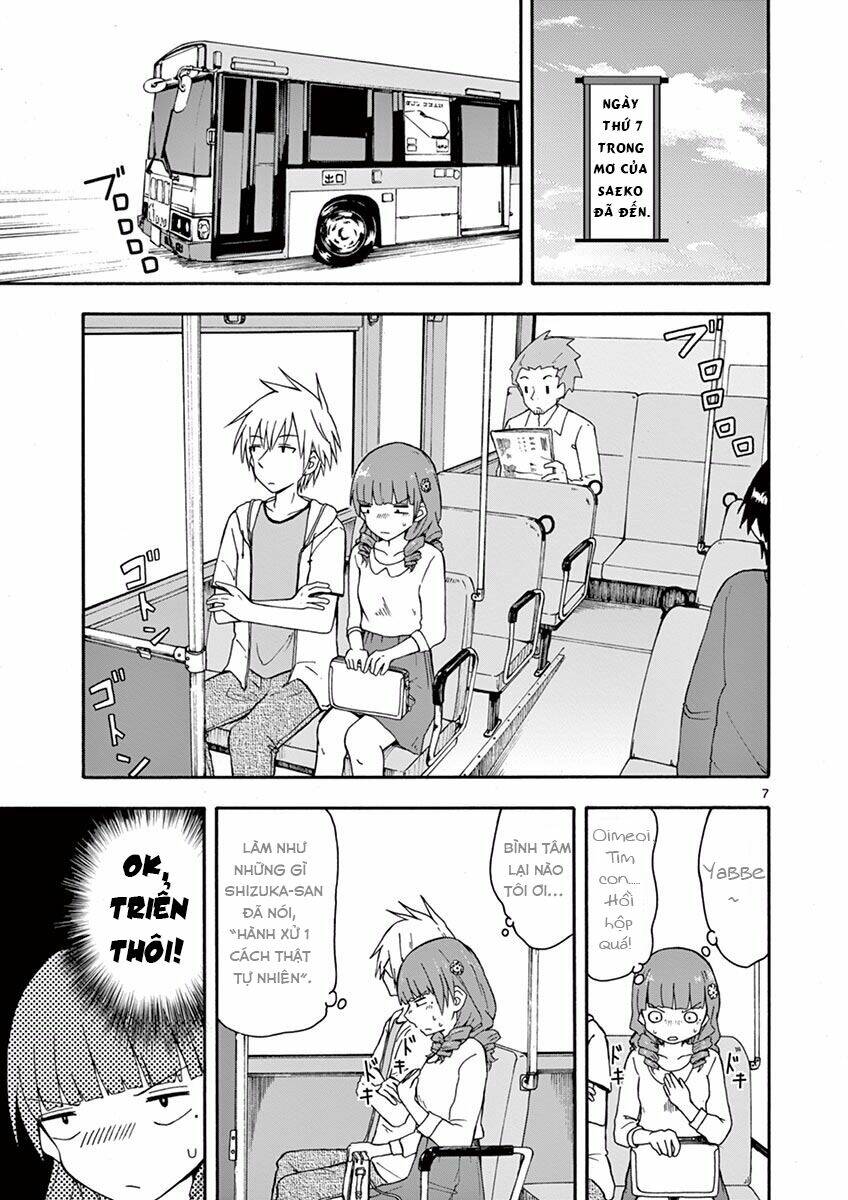 NGÀY
THỨ 7
TRONG
MƠ CỦA
SAEKO
ĐÃ ĐẾN.
ブロロロロ
出口
ブロロロロ
ゴトン
ゴトン
7
YaBBe
~
Oimeoi.
Tim
con....
Hồi
hộp
quá!
ドキ
ドキ
BÌNH TÂM
LẠI NÀO
TÔI ƠI...
LÀM NHƯ
NHỮNG GÌ
SHIZUKA-SAN
ĐÃ NÓI,
"HÀNH XỬ 1
CÁCH THẬT
TỰ NHIÊN".
ドキ
ドキ
OK,
TRIỂN
THÔI!